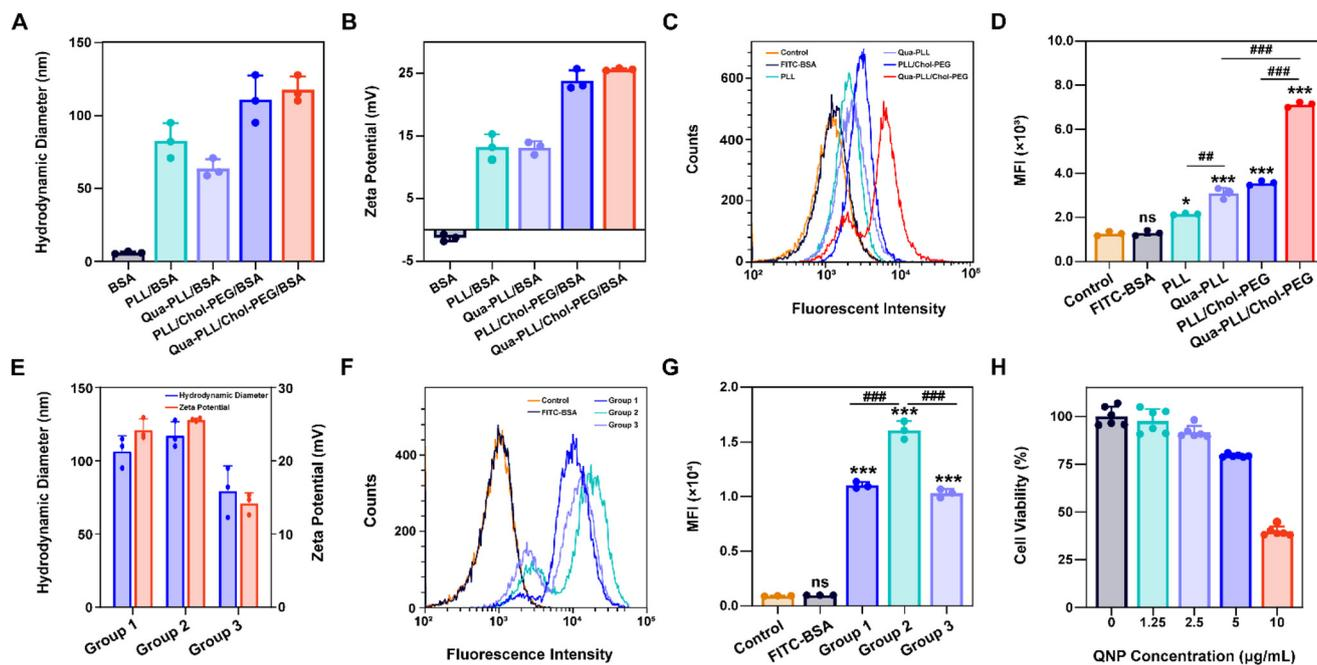 A
Hydrodynamic Diameter (nm)
150
100
50
0
BSA
PLL/BSA
Qua-PLL/BSA
PLL/Chol-PEG/BSA
Qua-PLL/Chol-PEG/BSA
B
Zeta Potential (mV)
25
15
5
-5
BSA
PLL/BSA
Qua-PLL/BSA
PLL/Chol-PEG/BSA
Qua-PLL/Chol-PEG/BSA
C
Counts
600
400
200
0
Control
FITC-BSA
PLL
Qua-PLL
PLL/Chol-PEG
Qua-PLL/Chol-PEG
10² 10³ 10⁴ 10⁵
Fluorescent Intensity
D
MFI (×10³)
10.0
8.0
6.0
4.0
2.0
0.0
###
###
***
##
***
***
*
ns
Control
FITC-BSA
PLL
Qua-PLL
PLL/Chol-PEG
Qua-PLL/Chol-PEG
E
Hydrodynamic Diameter (nm)
150
100
50
0
Hydrodynamic Diameter
Zeta Potential
30
20
10
0
Zeta Potential (mV)
Group 1
Group 2
Group 3
F
Counts
400
200
0
Control
FITC-BSA
Group 1
Group 2
Group 3
10² 10³ 10⁴ 10⁵
Fluorescence Intensity
G
MFI (×10⁴)
2.0
1.5
1.0
0.5
0.0
### ###
***
***
***
ns
Control
FITC-BSA
Group 1
Group 2
Group 3
H
Cell Viability (%)
100
75
50
25
0
0 1.25 2.5 5 10
QNP Concentration (μg/mL)